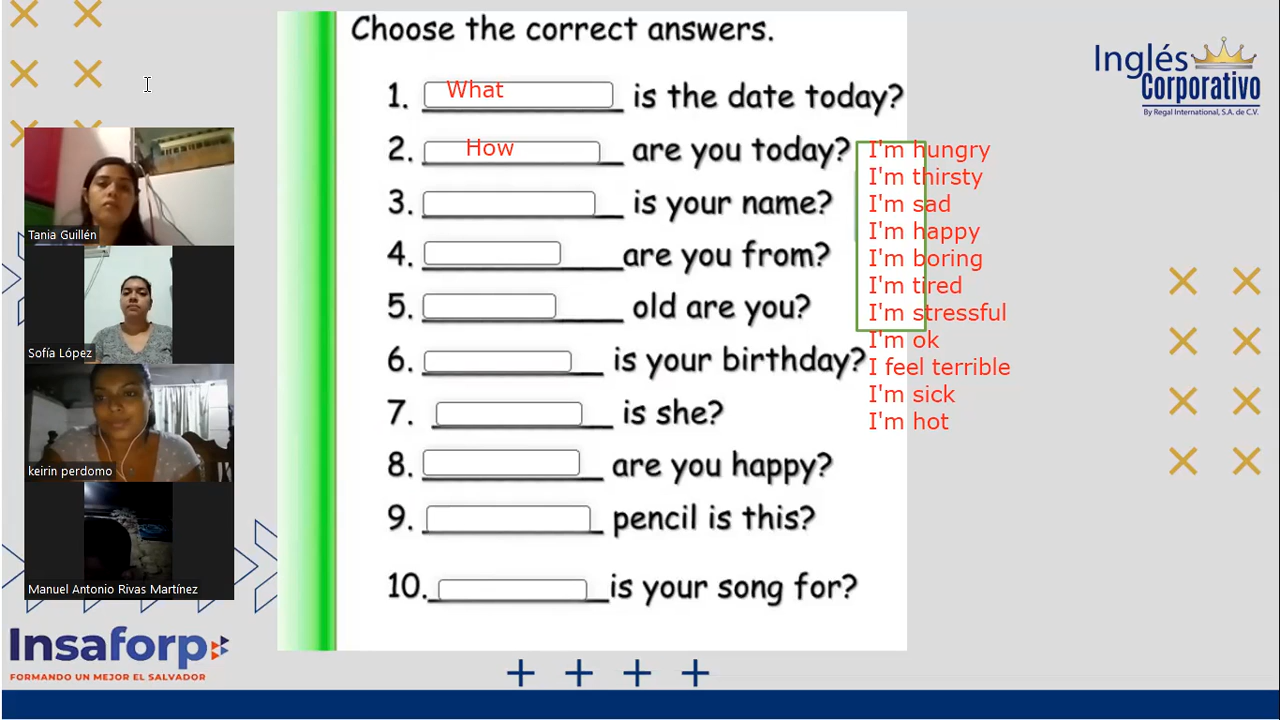 Choose the correct answers.
1. What is the date today?
2. How are you today?
3. is your name?
4. are you from?
5. old are you?
6. is your birthday?
7. is she?
8. are you happy?
9. pencil is this?
10. is your song for?
I'm hungry
I'm thirsty
I'm sad
I'm happy
I'm boring
I'm tired
I'm stressful
I'm ok
I feel terrible
I'm sick
I'm hot
Inglés
Corporativo
By Regal International, S.A. de C.V.
Tania Guillén
Sofía López
keirin perdomo
Manuel Antonio Rivas Martínez
Insaforp
FORMANDO UN MEJOR EL SALVADOR